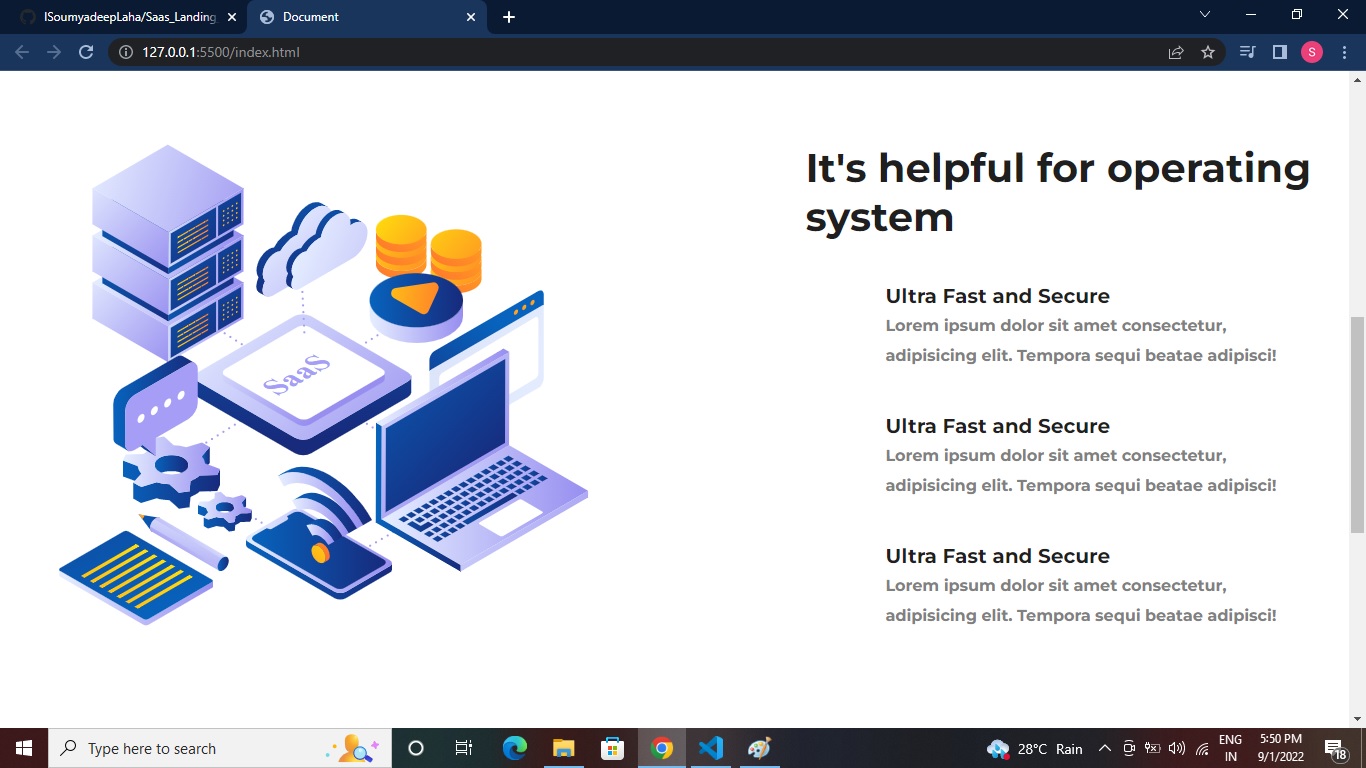 ISoumyadeepLaha/Saas_Landing
Document
127.0.0.1:5500/index.html
S
It's helpful for operating
system
Ultra Fast and Secure
Lorem ipsum dolor sit amet consectetur,
adipisicing elit. Tempora sequi beatae adipisci!
Ultra Fast and Secure
Lorem ipsum dolor sit amet consectetur,
adipisicing elit. Tempora sequi beatae adipisci!
Ultra Fast and Secure
Lorem ipsum dolor sit amet consectetur,
adipisicing elit. Tempora sequi beatae adipisci!
SaaS
Type here to search
28°C Rain
ENG
IN
5:50 PM
9/1/2022
18